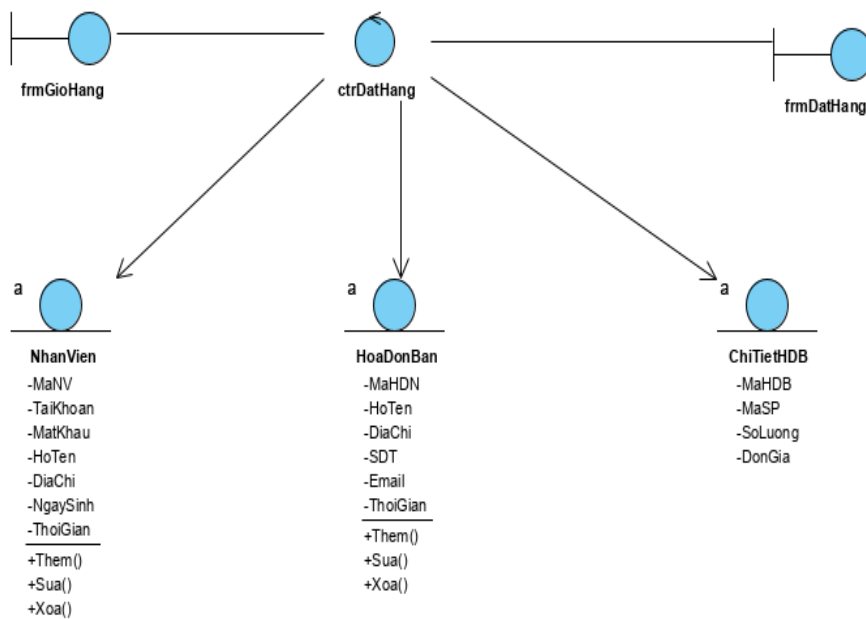 frmGioHang
ctrDatHang
frmDatHang
a
NhanVien
-MaNV
-TaiKhoan
-MatKhau
-HoTen
-DiaChi
-NgaySinh
-ThoiGian
+Them()
+Sua()
+Xoa()
a
HoaDonBan
-MaHDN
-HoTen
-DiaChi
-SDT
-Email
-ThoiGian
+Them()
+Sua()
+Xoa()
a
ChiTietHDB
-MaHDB
-MaSP
-SoLuong
-DonGia